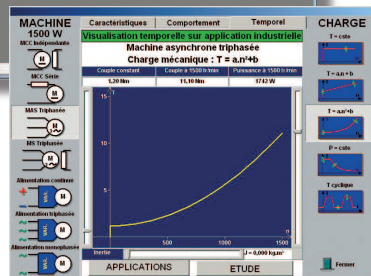 MACHINE
1500 W
MCC Indépendante
MCC Série
MAS Triphasée
MS Triphasée
Alimentation continue
Alimentation triphasée
Alimentation monophasée
VAR.
VAR.
VAR.
M
M
M
M
Caractéristiques
Comportement
Temporel
Visualisation temporelle sur application industrielle
Machine asynchrone triphasée
Charge mécanique : T = a.n²+b
Couple constant
Couple à 1500 tr/min
Puissance à 1500 tr/min
1,20 Nm
11,10 Nm
1742 W
T
15
10
5
500
1000
1500
n
Inertie
J = 0,000 kg.m²
APPLICATIONS
ETUDE
CHARGE
T = cste
T = a.n + b
T = a.n²+b
P = cste
T cyclique
Fermer